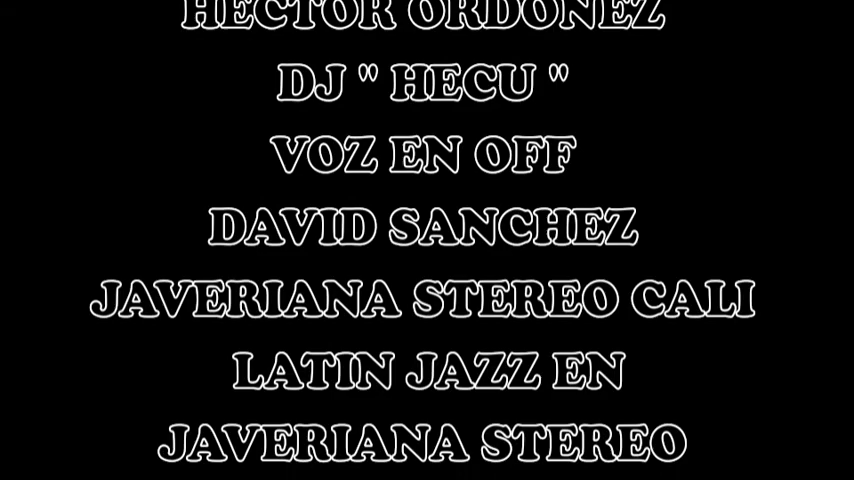 HECTOR ORDOÑEZ
DJ " HECU "
VOZ EN OFF
DAVID SANCHEZ
JAVERIANA STEREO CALI
LATIN JAZZ EN
JAVERIANA STEREO